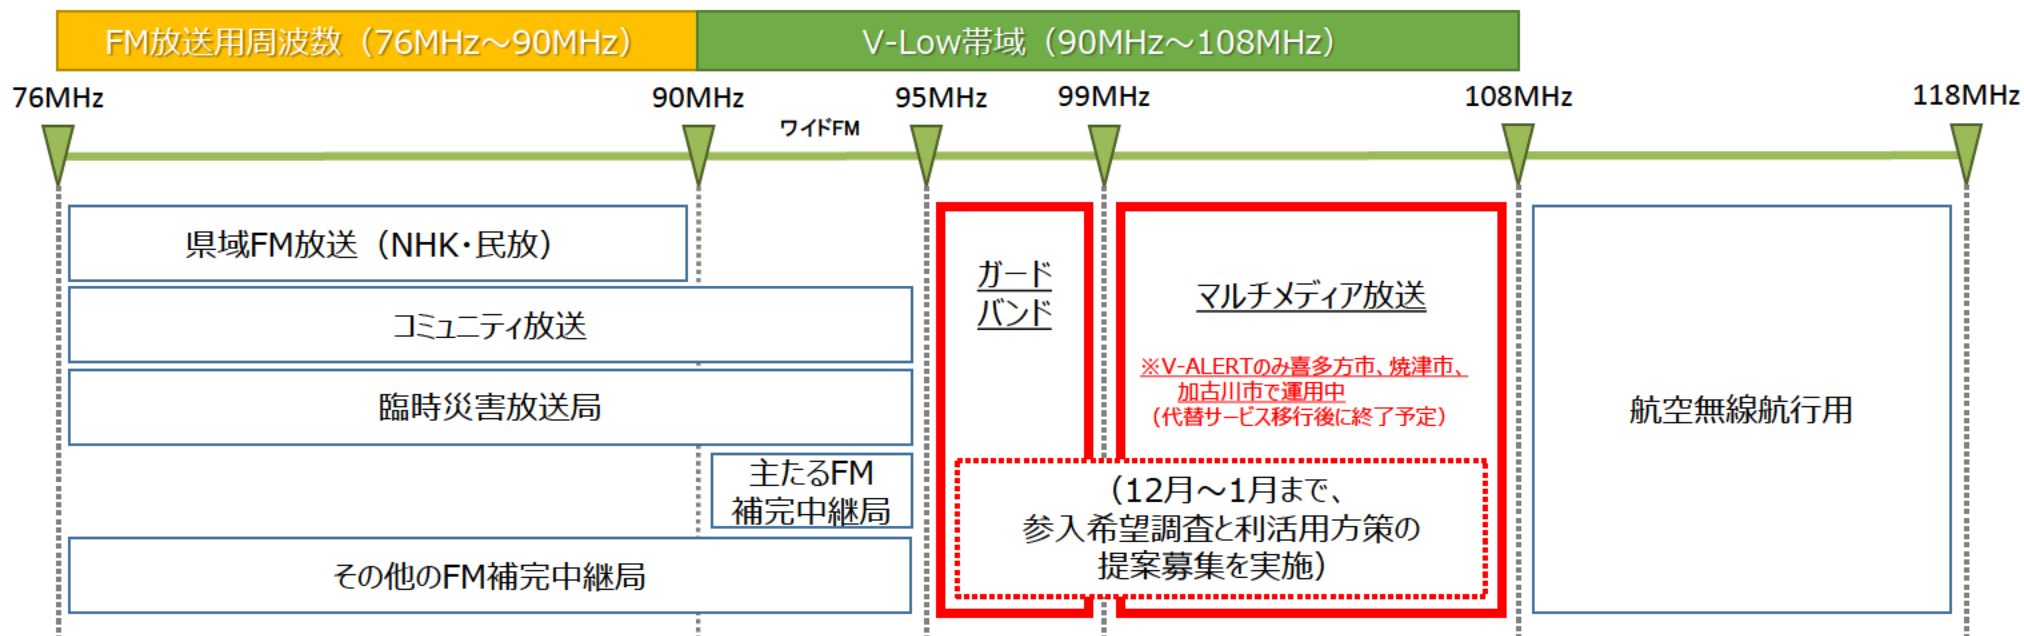 FM放送用周波数（76MHz～90MHz）
V-Low帯域（90MHz～108MHz）
76MHz
90MHz
95MHz
99MHz
108MHz
118MHz
ワイドFM
県域FM放送（NHK・民放）
コミュニティ放送
臨時災害放送局
主たるFM
補完中継局
その他のFM補完中継局
ガード
バンド
マルチメディア放送
※V-ALERTのみ喜多方市、焼津市、
加古川市で運用中
（代替サービス移行後に終了予定）
（12月～1月まで、
参入希望調査と利活用方策の
提案募集を実施）
航空無線航行用